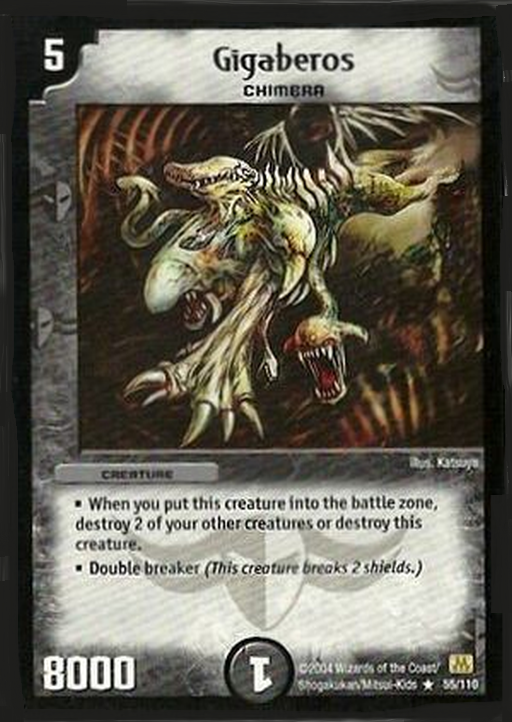 5
Gigaberos
CHIMERA
Illus. Katsuya
CREATURE
▪ When you put this creature into the battle zone,
destroy 2 of your other creatures or destroy this
creature.
▪ Double breaker (This creature breaks 2 shields.)
8000
1
©2004 Wizards of the Coast/
Shogakukan/Mitsui-Kids ★ 55/110